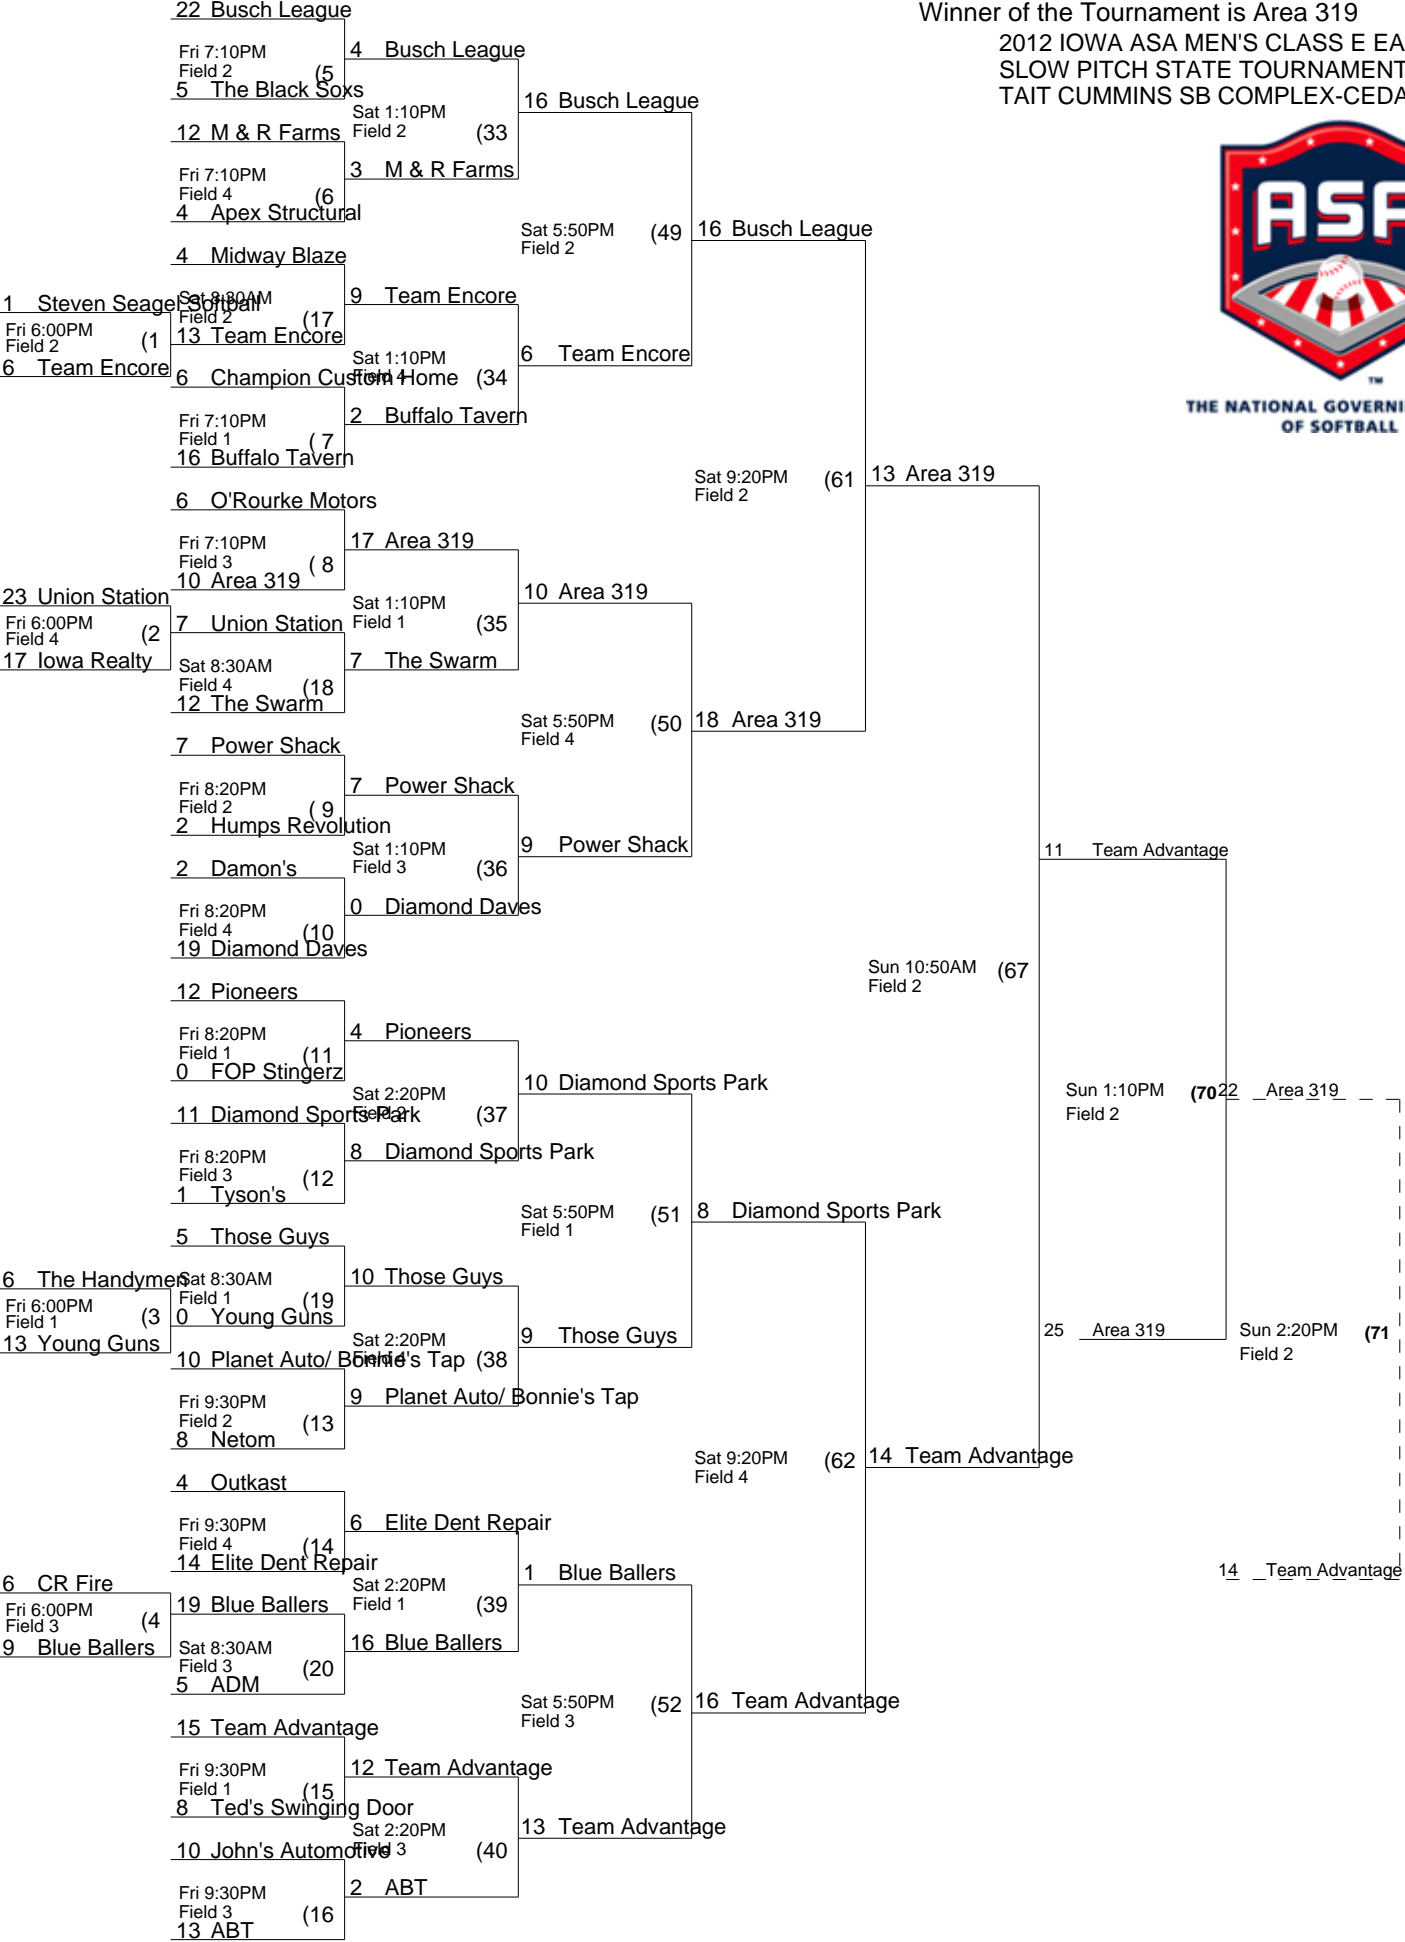 Winner of the Tournament is Area 319
2012 IOWA ASA MEN'S CLASS E EA
SLOW PITCH STATE TOURNAMENT
TAIT CUMMINS SB COMPLEX-CEDA
ASA
TM
THE NATIONAL GOVERNI
OF SOFTBALL
1 Steven Seagel Softball
Fri 6:00PM
Field 2 (1
6 Team Encore
23 Union Station
Fri 6:00PM
Field 4 (2
17 Iowa Realty
6 The Handymen
Fri 6:00PM
Field 1 (3
13 Young Guns
6 CR Fire
Fri 6:00PM
Field 3 (4
9 Blue Ballers
22 Busch League
Fri 7:10PM
Field 2 (5
5 The Black Soxs
12 M & R Farms
Fri 7:10PM
Field 4 (6
4 Apex Structural
4 Midway Blaze
Sat 8:30AM
Field 2 (17
13 Team Encore
6 Champion Custom Home
Fri 7:10PM
Field 1 ( 7
16 Buffalo Tavern
6 O'Rourke Motors
Fri 7:10PM
Field 3 ( 8
10 Area 319
7 Union Station
Sat 8:30AM
Field 4 (18
12 The Swarm
7 Power Shack
Fri 8:20PM
Field 2 ( 9
2 Humps Revolution
2 Damon's
Fri 8:20PM
Field 4 (10
19 Diamond Daves
12 Pioneers
Fri 8:20PM
Field 1 (11
0 FOP Stingerz
11 Diamond Sports Park
Fri 8:20PM
Field 3 (12
1 Tyson's
5 Those Guys
Sat 8:30AM
Field 1 (19
0 Young Guns
10 Planet Auto/ Bonnie's Tap
Fri 9:30PM
Field 2 (13
8 Netom
4 Outkast
Fri 9:30PM
Field 4 (14
14 Elite Dent Repair
19 Blue Ballers
Sat 8:30AM
Field 3 (20
5 ADM
15 Team Advantage
Fri 9:30PM
Field 1 (15
8 Ted's Swinging Door
10 John's Automotive
Fri 9:30PM
Field 3 (16
13 ABT
4 Busch League
Sat 1:10PM
Field 2 (33
3 M & R Farms
9 Team Encore
Sat 1:10PM
Field 4 (34
2 Buffalo Tavern
17 Area 319
Sat 1:10PM
Field 1 (35
7 The Swarm
7 Power Shack
Sat 1:10PM
Field 3 (36
0 Diamond Daves
4 Pioneers
Sat 2:20PM
Field 2 (37
8 Diamond Sports Park
10 Those Guys
Sat 2:20PM
Field 4 (38
9 Planet Auto/ Bonnie's Tap
6 Elite Dent Repair
Sat 2:20PM
Field 1 (39
16 Blue Ballers
12 Team Advantage
Sat 2:20PM
Field 3 (40
2 ABT
16 Busch League
Sat 5:50PM
Field 2 (49
6 Team Encore
10 Area 319
Sat 5:50PM
Field 4 (50
9 Power Shack
10 Diamond Sports Park
Sat 5:50PM
Field 1 (51
9 Those Guys
1 Blue Ballers
Sat 5:50PM
Field 3 (52
13 Team Advantage
16 Busch League
Sat 9:20PM
Field 2 (61
18 Area 319
8 Diamond Sports Park
Sat 9:20PM
Field 4 (62
16 Team Advantage
13 Area 319
Sun 10:50AM
Field 2 (67
14 Team Advantage
11 Team Advantage
Sun 1:10PM
Field 2 (70
25 Area 319
22 Area 319
Sun 2:20PM
Field 2 (71
14 Team Advantage